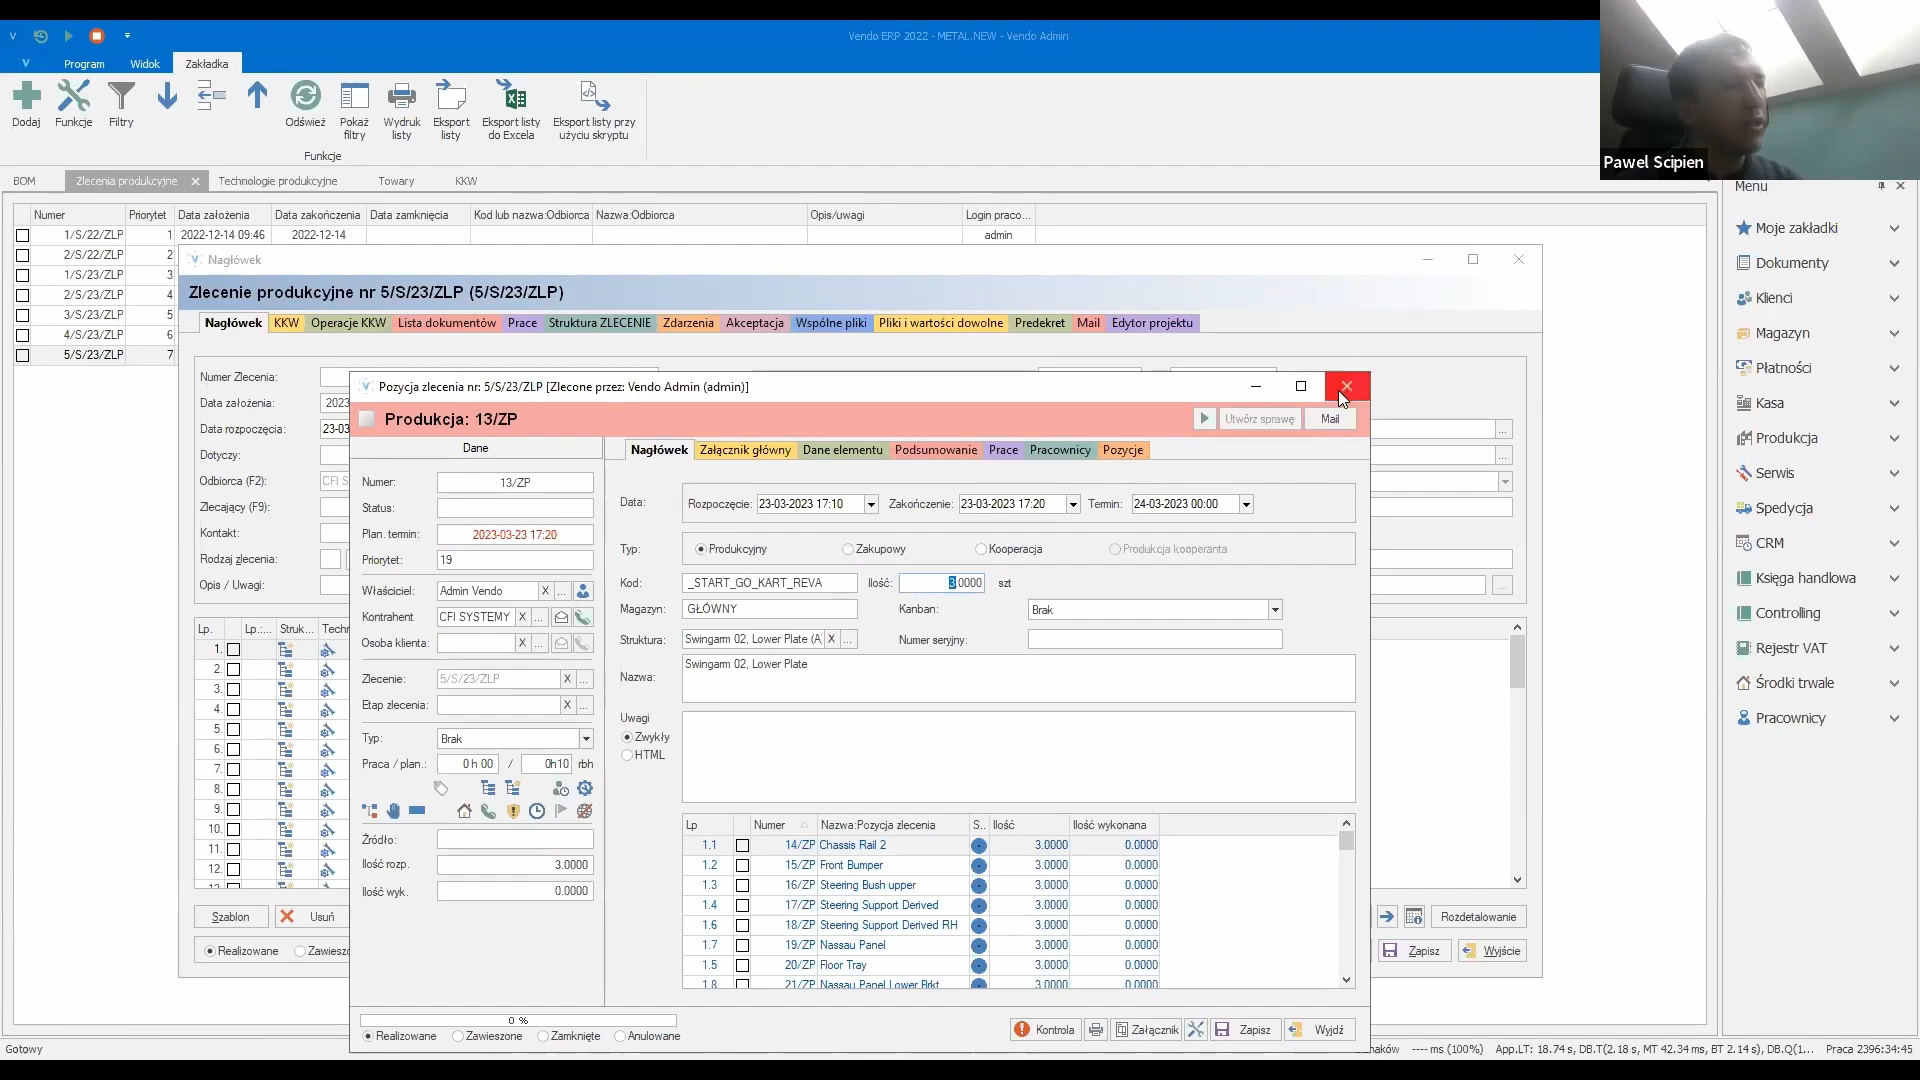 Vendo ERP 2022 - METAL.NEW - Vendo Admin
Program Widok Zakładka
Dodaj Funkcje Filtry Odśwież Pokaż filtry Wydruk listy Eksport listy Eksport listy do Excela Eksport listy przy użyciu skryptu
Funkcje
Pawel Scipien
BOM Zlecenia produkcyjne Technologie produkcyjne Towary KKW
Numer Priorytet Data założenia Data zakończenia Data zamknięcia Kod lub nazwa:Odbiorca Nazwa:Odbiorca Opis/uwagi Login praco...
1/S/22/ZLP 1 2022-12-14 09:46 2022-12-14 admin
2/S/22/ZLP 2
1/S/23/ZLP 3
2/S/23/ZLP 4
3/S/23/ZLP 5
4/S/23/ZLP 6
5/S/23/ZLP 7
Nagłówek
Zlecenie produkcyjne nr 5/S/23/ZLP (5/S/23/ZLP)
Nagłówek KKW Operacje KKW Lista dokumentów Prace Struktura ZLECENIE Zdarzenia Akceptacja Wspólne pliki Pliki i wartości dowolne Predekret Mail Edytor projektu
Numer Zlecenia:
Data założenia: 2023
Data rozpoczęcia: 23-03
Dotyczy:
Odbiorca (F2): CFI S
Zlecający (F9):
Kontakt:
Rodzaj zlecenia:
Opis / Uwagi:
Lp. Lp.:... Struk... Techr
1.
2.
3.
4.
5.
6.
7.
8.
9.
10.
11.
12.
Szablon Usuń
Realizowane Zawieszo
Rozdetalowanie
Zapisz Wyjście
Pozycja zlecenia nr: 5/S/23/ZLP [Zlecone przez: Vendo Admin (admin)]
Produkcja: 13/ZP Utwórz sprawę Mail
Dane
Numer: 13/ZP
Status:
Plan. termin: 2023-03-23 17:20
Priorytet: 19
Właściciel: Admin Vendo X ...
Kontrahent CFI SYSTEMY X ...
Osoba klienta: X ...
Zlecenie: 5/S/23/ZLP X ...
Etap zlecenia: X ...
Typ: Brak
Praca / plan.: 0 h 00 / 0h10 rbh
Źródło:
Ilość rozp. 3.0000
Ilość wyk. 0.0000
Nagłówek Załącznik główny Dane elementu Podsumowanie Prace Pracownicy Pozycje
Data: Rozpoczęcie: 23-03-2023 17:10 Zakończenie: 23-03-2023 17:20 Termin: 24-03-2023 00:00
Typ: Produkcyjny Zakupowy Kooperacja Produkcja kooperanta
Kod: _START_GO_KART_REVA Ilość: 3.0000 szt
Magazyn: GŁÓWNY Kanban: Brak
Struktura: Swingarm 02, Lower Plate (A X ... Numer seryjny:
Nazwa: Swingarm 02, Lower Plate
Uwagi
Zwykły
HTML
Lp Numer Nazwa:Pozycja zlecenia S.. Ilość Ilość wykonana
1.1 14/ZP Chassis Rail 2 3.0000 0.0000
1.2 15/ZP Front Bumper 3.0000 0.0000
1.3 16/ZP Steering Bush upper 3.0000 0.0000
1.4 17/ZP Steering Support Derived 3.0000 0.0000
1.6 18/ZP Steering Support Derived RH 3.0000 0.0000
1.7 19/ZP Nassau Panel 3.0000 0.0000
1.5 20/ZP Floor Tray 3.0000 0.0000
1.8 21/ZP Nassau Panel Lower Brkt 3.0000 0.0000
0 %
Realizowane Zawieszone Zamknięte Anulowane
Kontrola Załącznik Zapisz Wyjdź
Menu
Moje zakładki
Dokumenty
Klienci
Magazyn
Płatności
Kasa
Produkcja
Serwis
Spedycja
CRM
Księga handlowa
Controlling
Rejestr VAT
Środki trwałe
Pracownicy
Gotowy
naków ---- ms (100%) App.LT: 18.74 s, DB.T(2.18 s, MT 42.34 ms, BT 2.14 s), DB.Q(1... Praca 2396:34:45